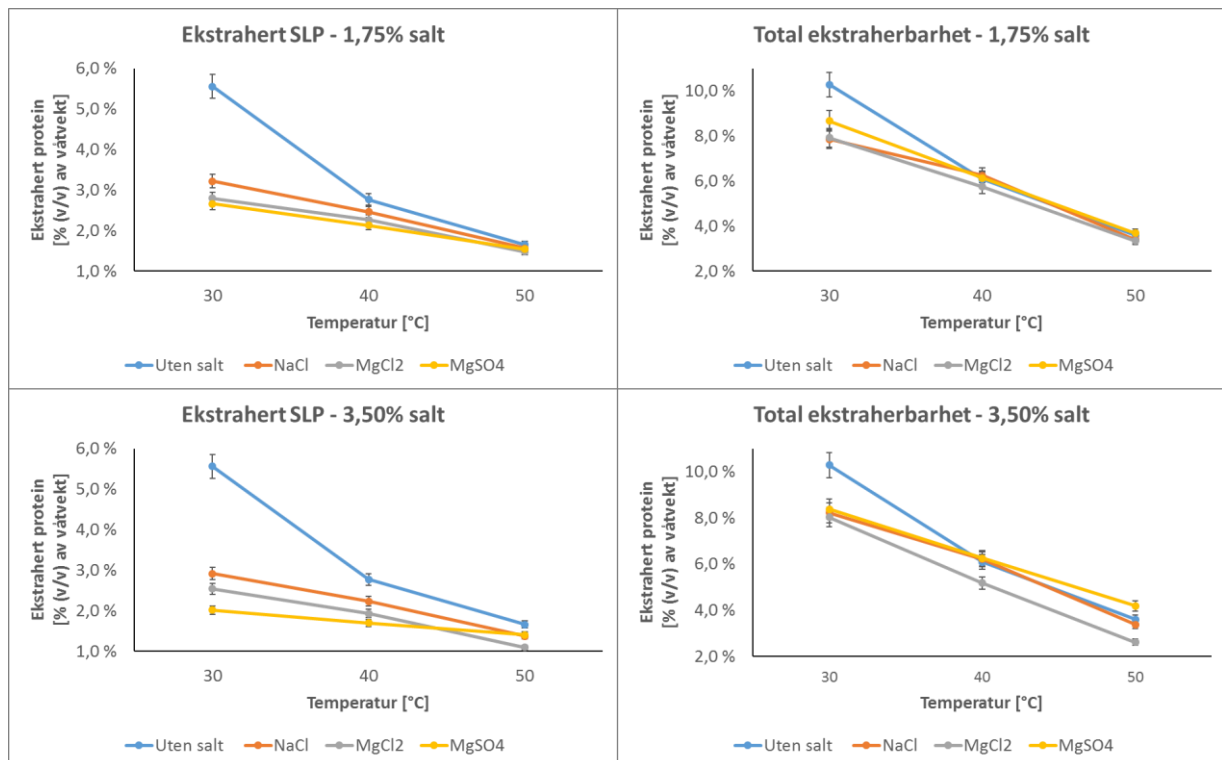 Ekstrahert SLP - 1,75% salt
Ekstrahert protein
[% (v/v) av våtvekt]
6,0 %
5,0 %
4,0 %
3,0 %
2,0 %
1,0 %
30 40 50
Temperatur [°C]
Uten salt NaCl MgCl2 MgSO4
Total ekstraherbarhet - 1,75% salt
Ekstrahert protein
[% (v/v) av våtvekt]
10,0 %
8,0 %
6,0 %
4,0 %
2,0 %
30 40 50
Temperatur [°C]
Uten salt NaCl MgCl2 MgSO4
Ekstrahert SLP - 3,50% salt
Ekstrahert protein
[% (v/v) av våtvekt]
6,0 %
5,0 %
4,0 %
3,0 %
2,0 %
1,0 %
30 40 50
Temperatur [°C]
Uten salt NaCl MgCl2 MgSO4
Total ekstraherbarhet - 3,50% salt
Ekstrahert protein
[% (v/v) av våtvekt]
10,0 %
8,0 %
6,0 %
4,0 %
2,0 %
30 40 50
Temperatur [°C]
Uten salt NaCl MgCl2 MgSO4